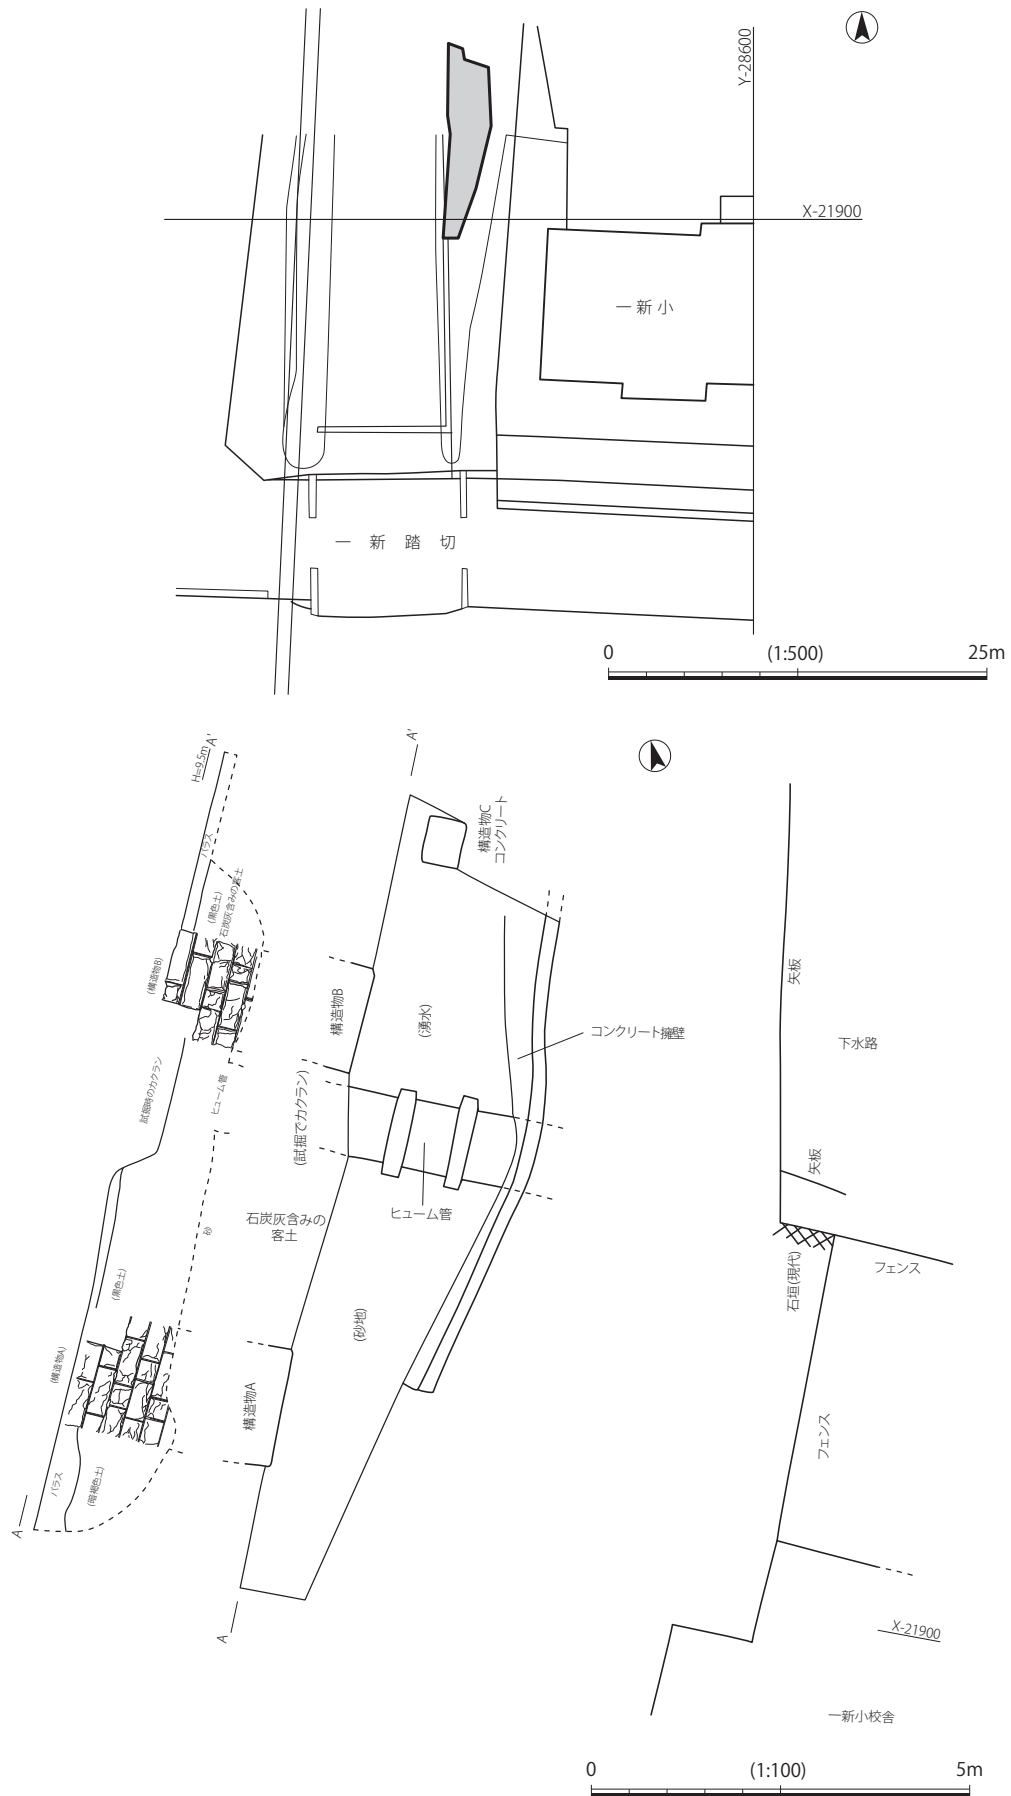 Y-28600
X-21900
一新小
一新踏切
0 (1:500) 25m
H=9.5m
A'
A'
バラス
(黒色土)
石炭灰含みの客土
(構造物B)
試掘時のカクラン
ヒューム管
砂
(黒色土)
(構造物A)
バラス
(暗褐色土)
A
構造物C
コンクリート
構造物B
(湧水)
コンクリート擁壁
(試掘でカクラン)
ヒューム管
石炭灰含みの
客土
(砂地)
構造物A
A
矢板
下水路
矢板
石垣(現代)
フェンス
フェンス
X-21900
一新小校舎
0 (1:100) 5m